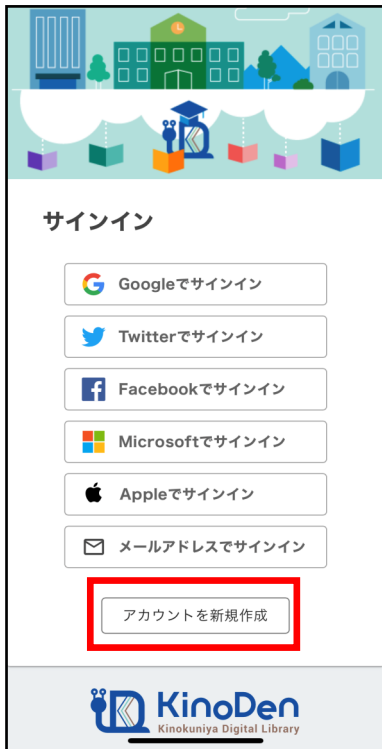 サインイン
Googleでサインイン
Twitterでサインイン
Facebookでサインイン
Microsoftでサインイン
Appleでサインイン
メールアドレスでサインイン
アカウントを新規作成
KinoDen
Kinokuniya Digital Library